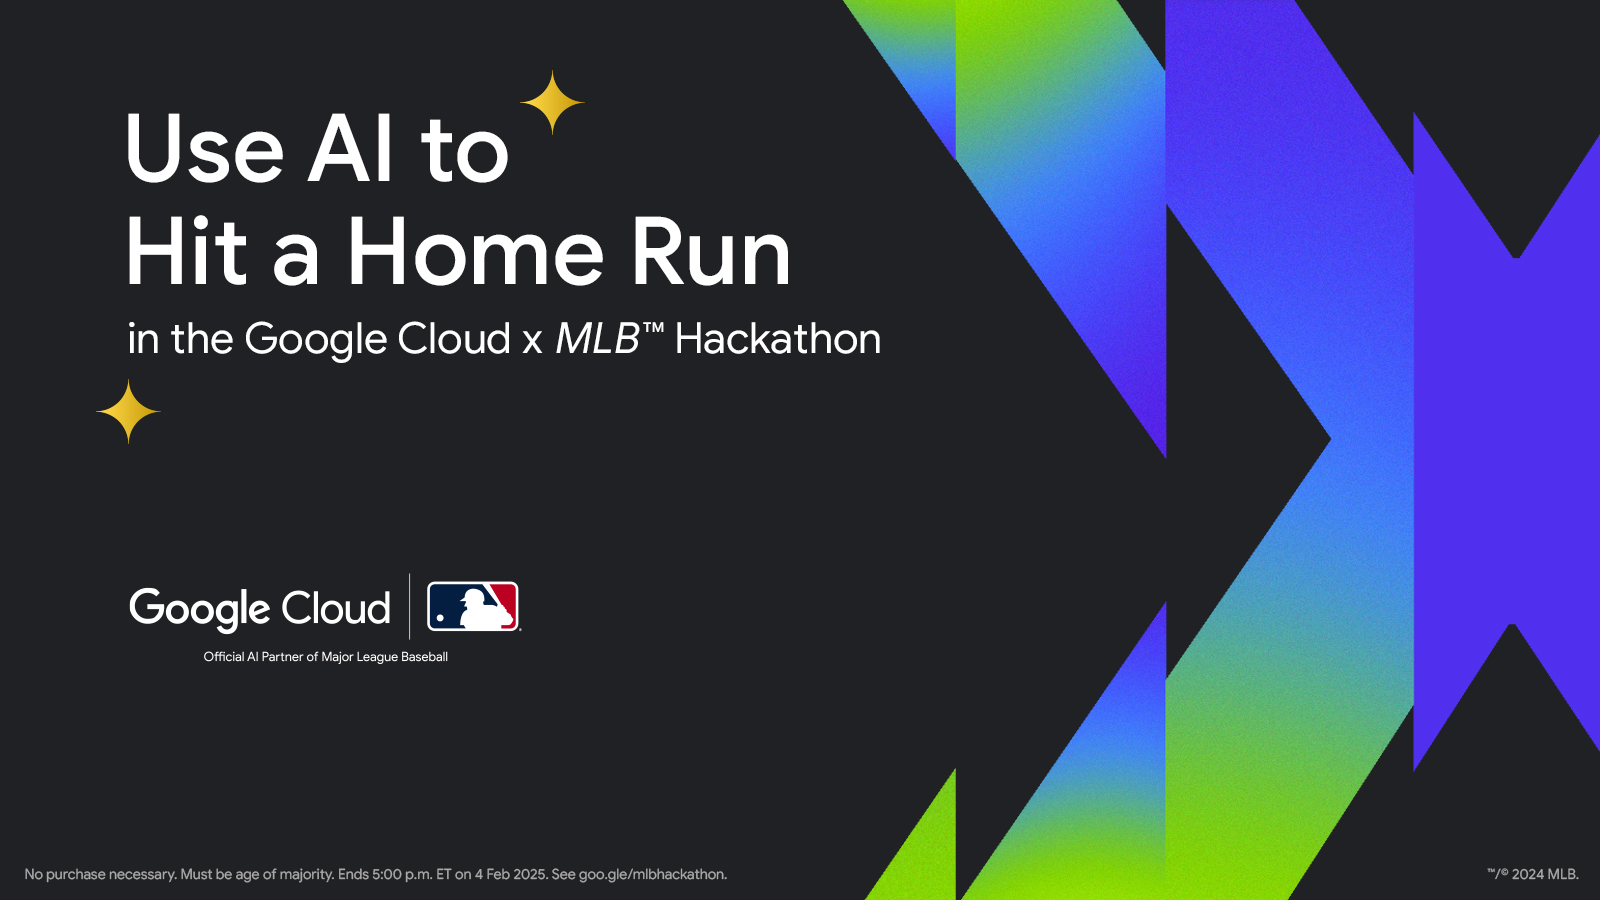 Use AI to
Hit a Home Run
in the Google Cloud x MLB™ Hackathon
Google Cloud
Official AI Partner of Major League Baseball
No purchase necessary. Must be age of majority. Ends 5:00 p.m. ET on 4 Feb 2025. See goo.gle/mlbhackathon.
™/© 2024 MLB.